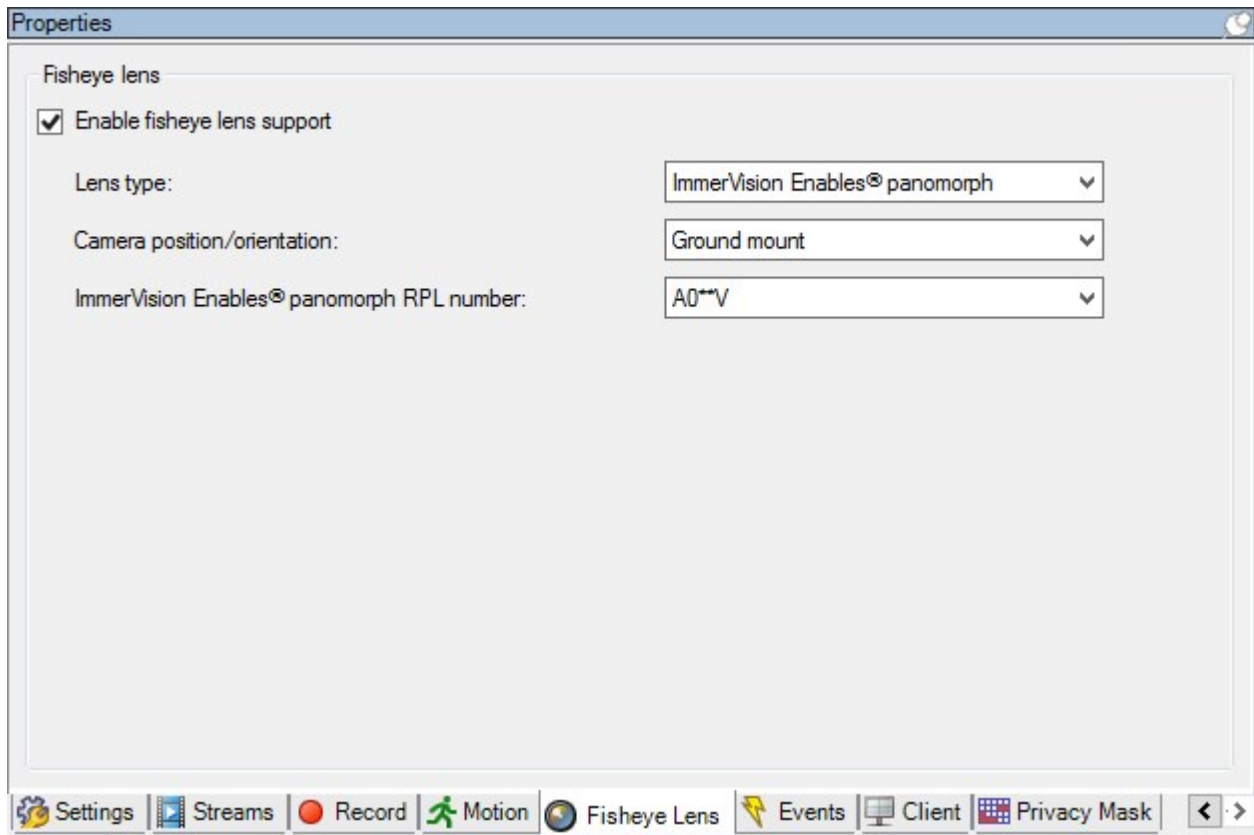 Properties
Fisheye lens
Enable fisheye lens support
Lens type: ImmerVision Enables® panomorph
Camera position/orientation: Ground mount
ImmerVision Enables® panomorph RPL number: A0**V
Settings Streams Record Motion Fisheye Lens Events Client Privacy Mask